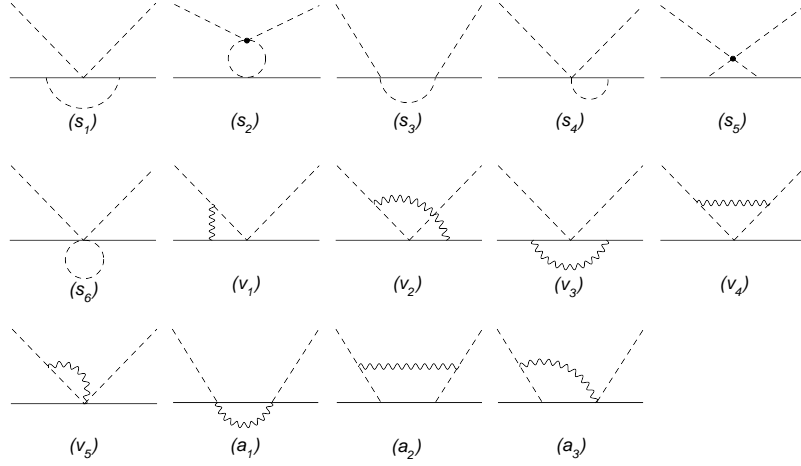 (s₁) (s₂) (s₃) (s₄) (s₅)
(s₆) (v₁) (v₂) (v₃) (v₄)
(v₅) (a₁) (a₂) (a₃)